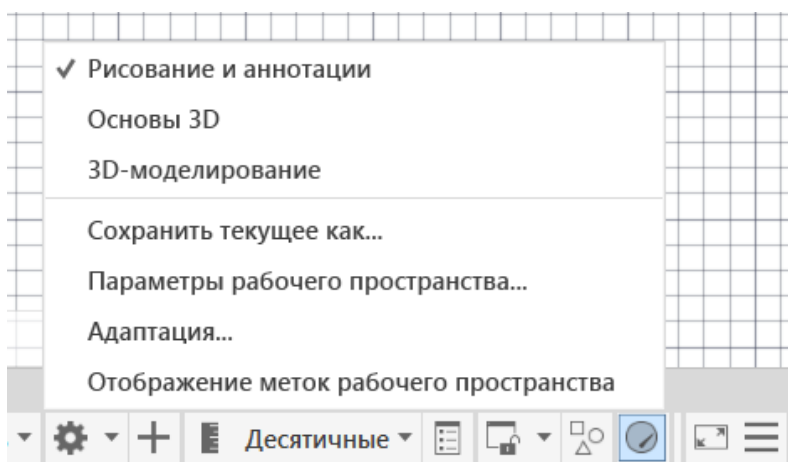 Рисование и аннотации
Основы 3D
3D-моделирование
Сохранить текущее как...
Параметры рабочего пространства...
Адаптация...
Отображение меток рабочего пространства
Десятичные